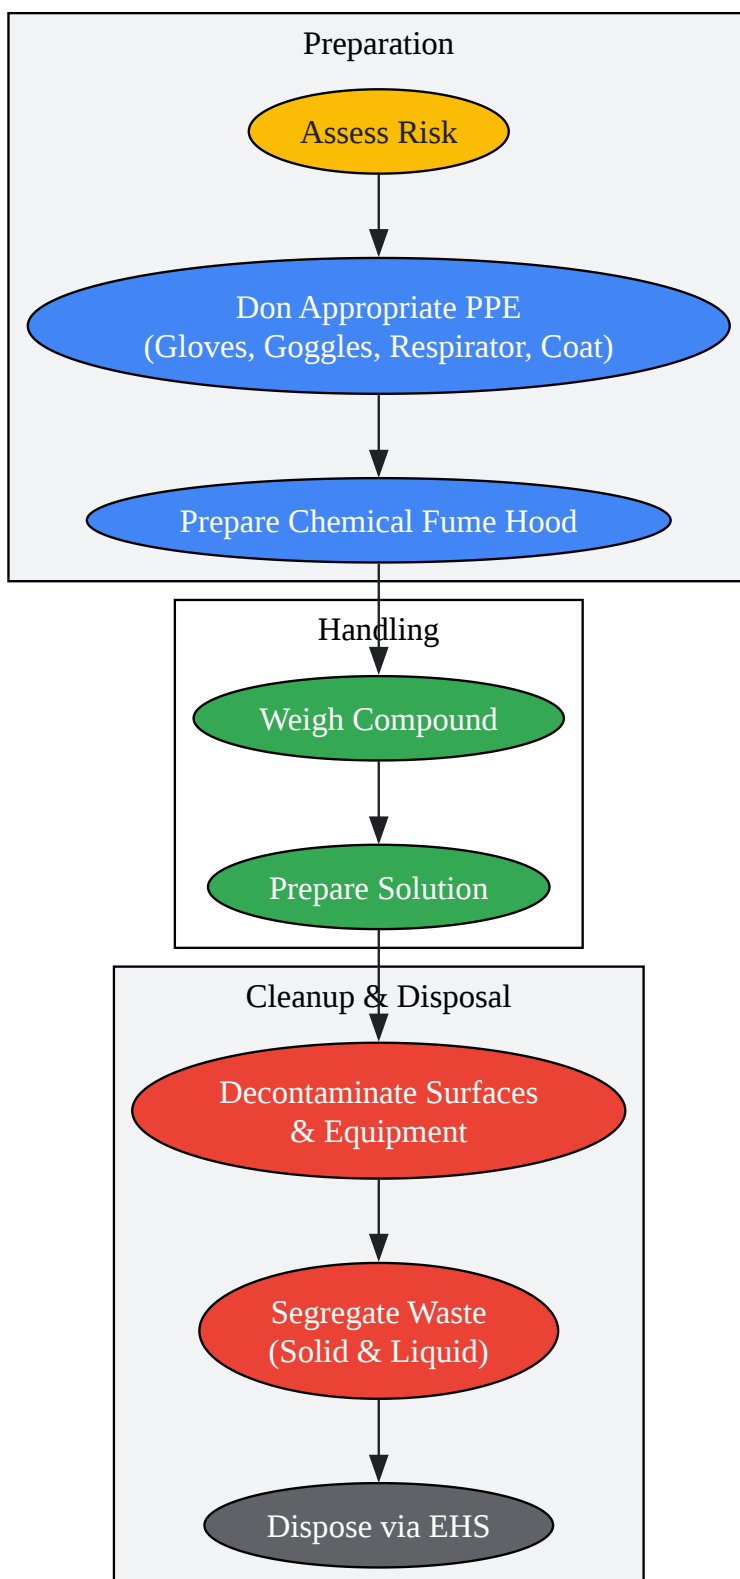 Preparation
Assess Risk
Don Appropriate PPE
(Gloves, Goggles, Respirator, Coat)
Prepare Chemical Fume Hood
Handling
Weigh Compound
Prepare Solution
Cleanup & Disposal
Decontaminate Surfaces
& Equipment
Segregate Waste
(Solid & Liquid)
Dispose via EHS